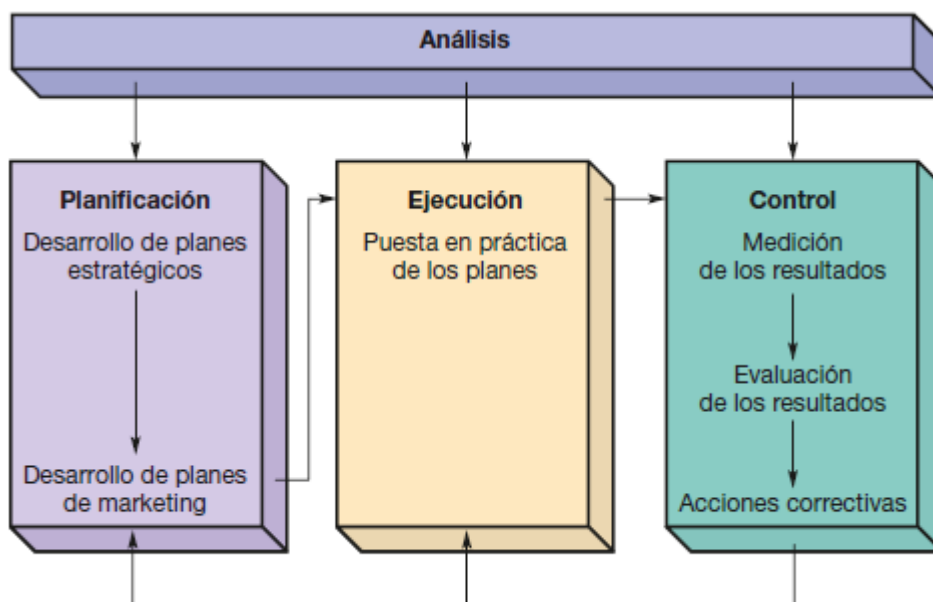 Análisis
Planificación
Desarrollo de planes
estratégicos
Desarrollo de planes
de marketing
Ejecución
Puesta en práctica
de los planes
Control
Medición
de los resultados
Evaluación
de los resultados
Acciones correctivas